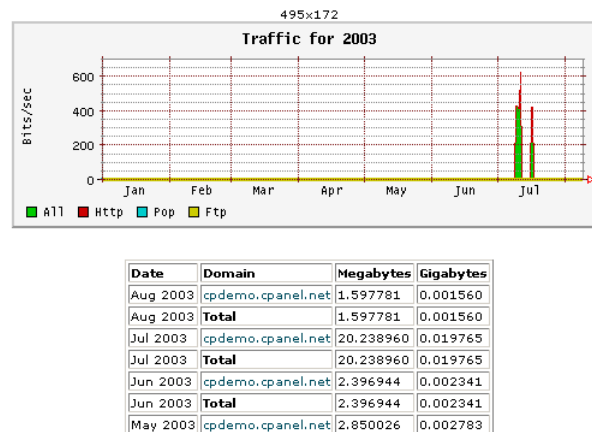 495x172
Traffic for 2003
Bits/sec
600
400
200
0
Jan Feb Mar Apr May Jun Jul
All Http Pop Ftp
Date Domain Megabytes Gigabytes
Aug 2003 cpdemo.cpanel.net 1.597781 0.001560
Aug 2003 Total 1.597781 0.001560
Jul 2003 cpdemo.cpanel.net 20.238960 0.019765
Jul 2003 Total 20.238960 0.019765
Jun 2003 cpdemo.cpanel.net 2.396944 0.002341
Jun 2003 Total 2.396944 0.002341
May 2003 cpdemo.cpanel.net 2.850026 0.002783